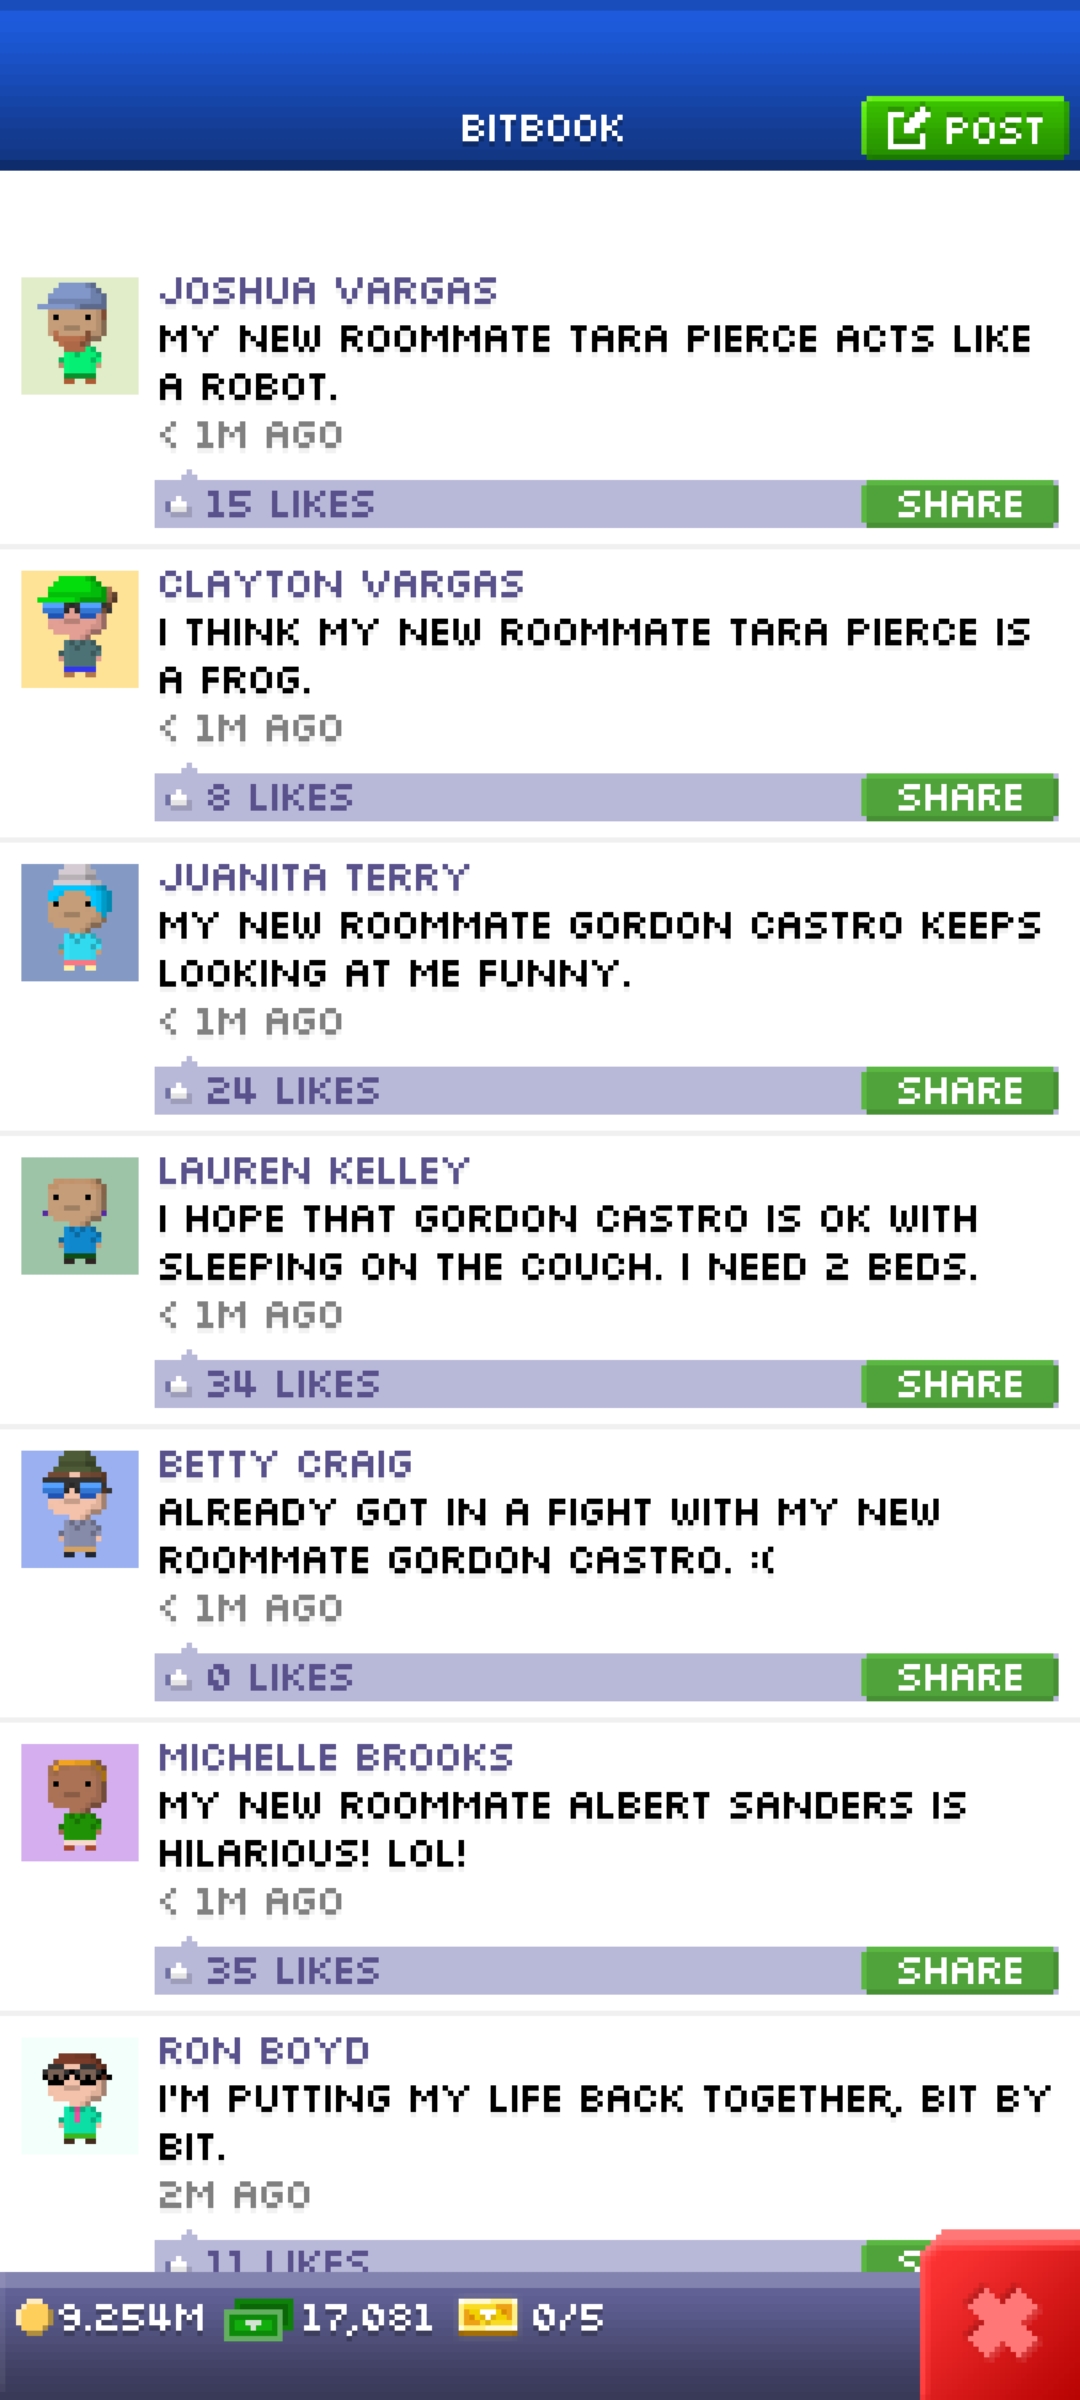 BITBOOK
POST
JOSHUA VARGAS
MY NEW ROOMMATE TARA PIERCE ACTS LIKE
A ROBOT.
< 1M AGO
15 LIKES
SHARE
CLAYTON VARGAS
I THINK MY NEW ROOMMATE TARA PIERCE IS
A FROG.
< 1M AGO
8 LIKES
SHARE
JUANITA TERRY
MY NEW ROOMMATE GORDON CASTRO KEEPS
LOOKING AT ME FUNNY.
< 1M AGO
24 LIKES
SHARE
LAUREN KELLEY
I HOPE THAT GORDON CASTRO IS OK WITH
SLEEPING ON THE COUCH. I NEED 2 BEDS.
< 1M AGO
34 LIKES
SHARE
BETTY CRAIG
ALREADY GOT IN A FIGHT WITH MY NEW
ROOMMATE GORDON CASTRO. :(
< 1M AGO
0 LIKES
SHARE
MICHELLE BROOKS
MY NEW ROOMMATE ALBERT SANDERS IS
HILARIOUS! LOL!
< 1M AGO
35 LIKES
SHARE
RON BOYD
I'M PUTTING MY LIFE BACK TOGETHER, BIT BY
BIT.
2M AGO
11 LIKES
9.254M
17,081
0/5